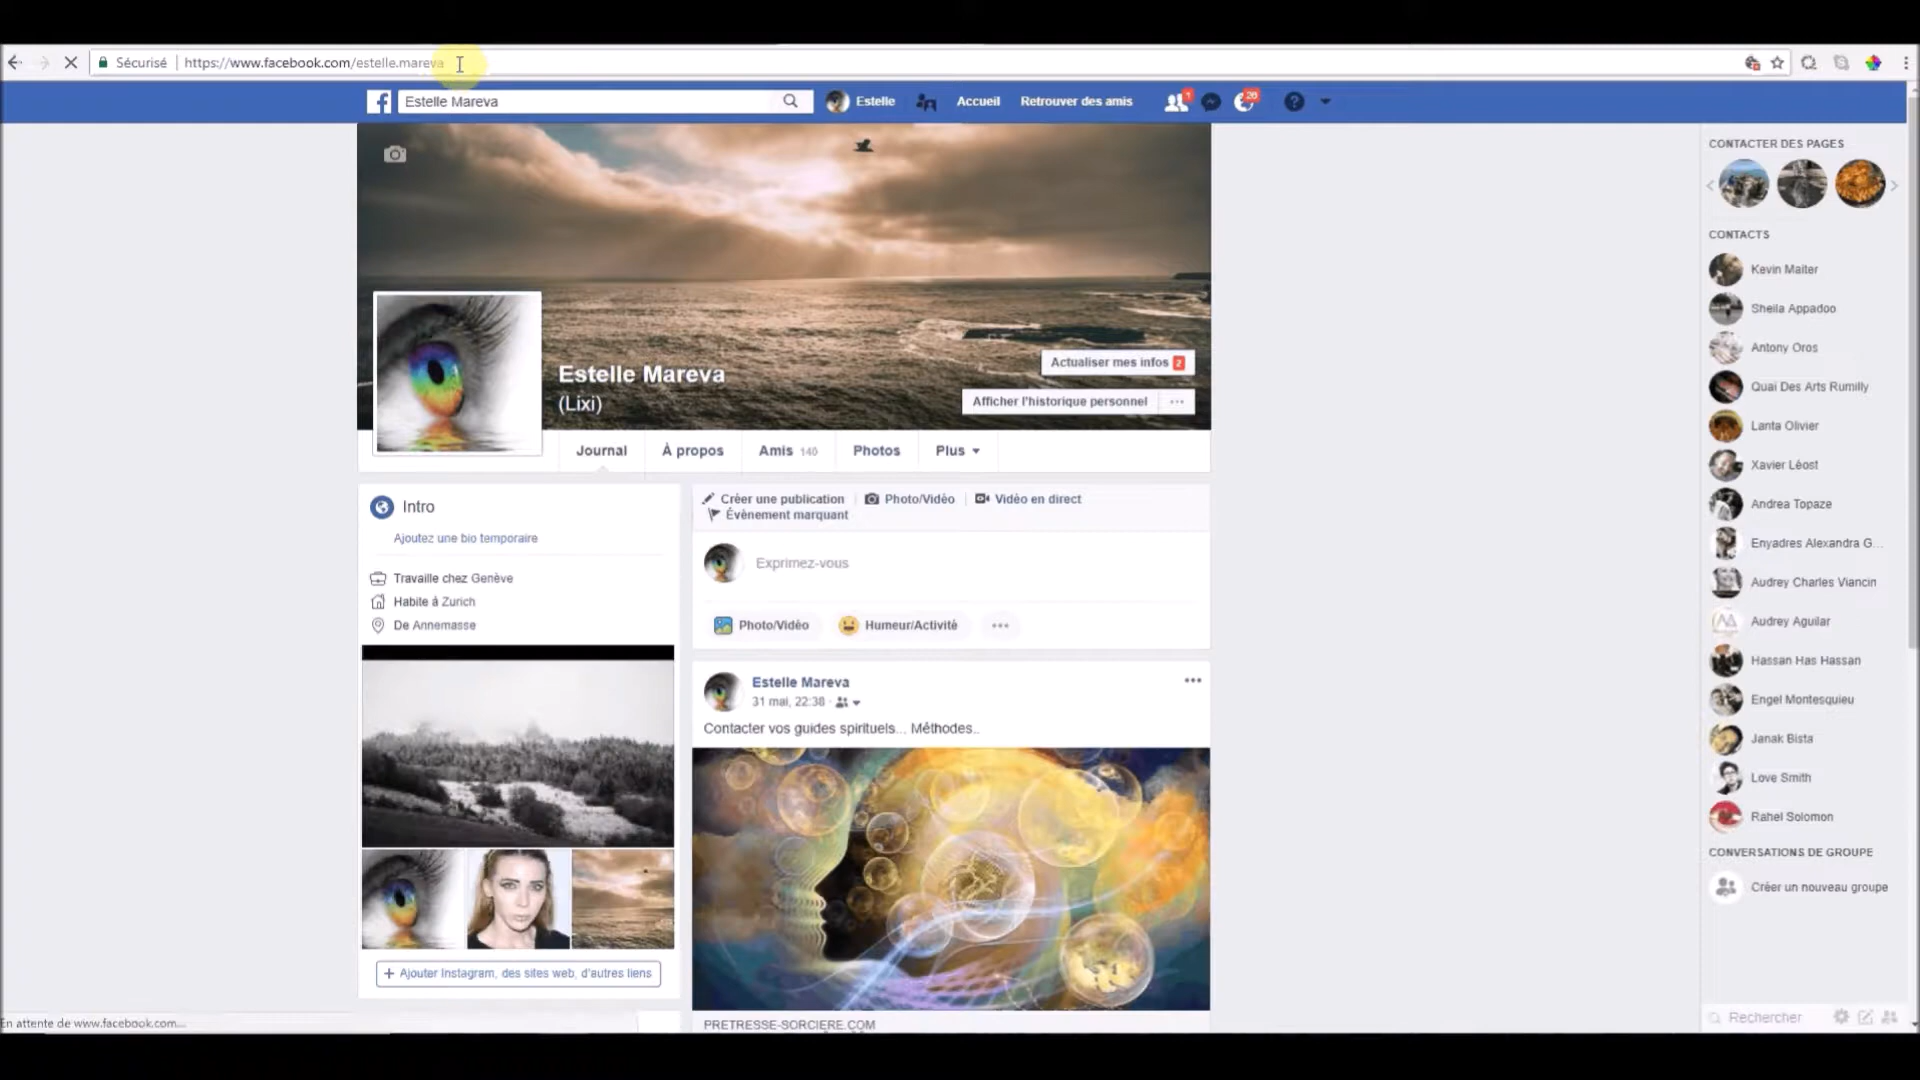 Sécurisé https://www.facebook.com/estelle.mareva
Estelle Mareva
Estelle Accueil Retrouver des amis 1 26
Estelle Mareva
(Lixi)
Actualiser mes infos 2
Afficher l'historique personnel
Journal À propos Amis 140 Photos Plus
Intro
Ajoutez une bio temporaire
Travaille chez Genève
Habite à Zurich
De Annemasse
Ajouter Instagram, des sites web, d'autres liens
Créer une publication Photo/Vidéo Vidéo en direct
Évènement marquant
Exprimez-vous
Photo/Vidéo Humeur/Activité
Estelle Mareva
31 mai, 22:38
Contacter vos guides spirituels... Méthodes..
PRETRESSE-SORCIERE.COM
CONTACTER DES PAGES
CONTACTS
Kevin Maiter
Sheila Appadoo
Antony Oros
Quai Des Arts Rumilly
Lanta Olivier
Xavier Léost
Andrea Topaze
Enyadres Alexandra G...
Audrey Charles Viancin
Audrey Aguilar
Hassan Has Hassan
Engel Montesquieu
Janak Bista
Love Smith
Rahel Solomon
CONVERSATIONS DE GROUPE
Créer un nouveau groupe
Rechercher
En attente de www.facebook.com...